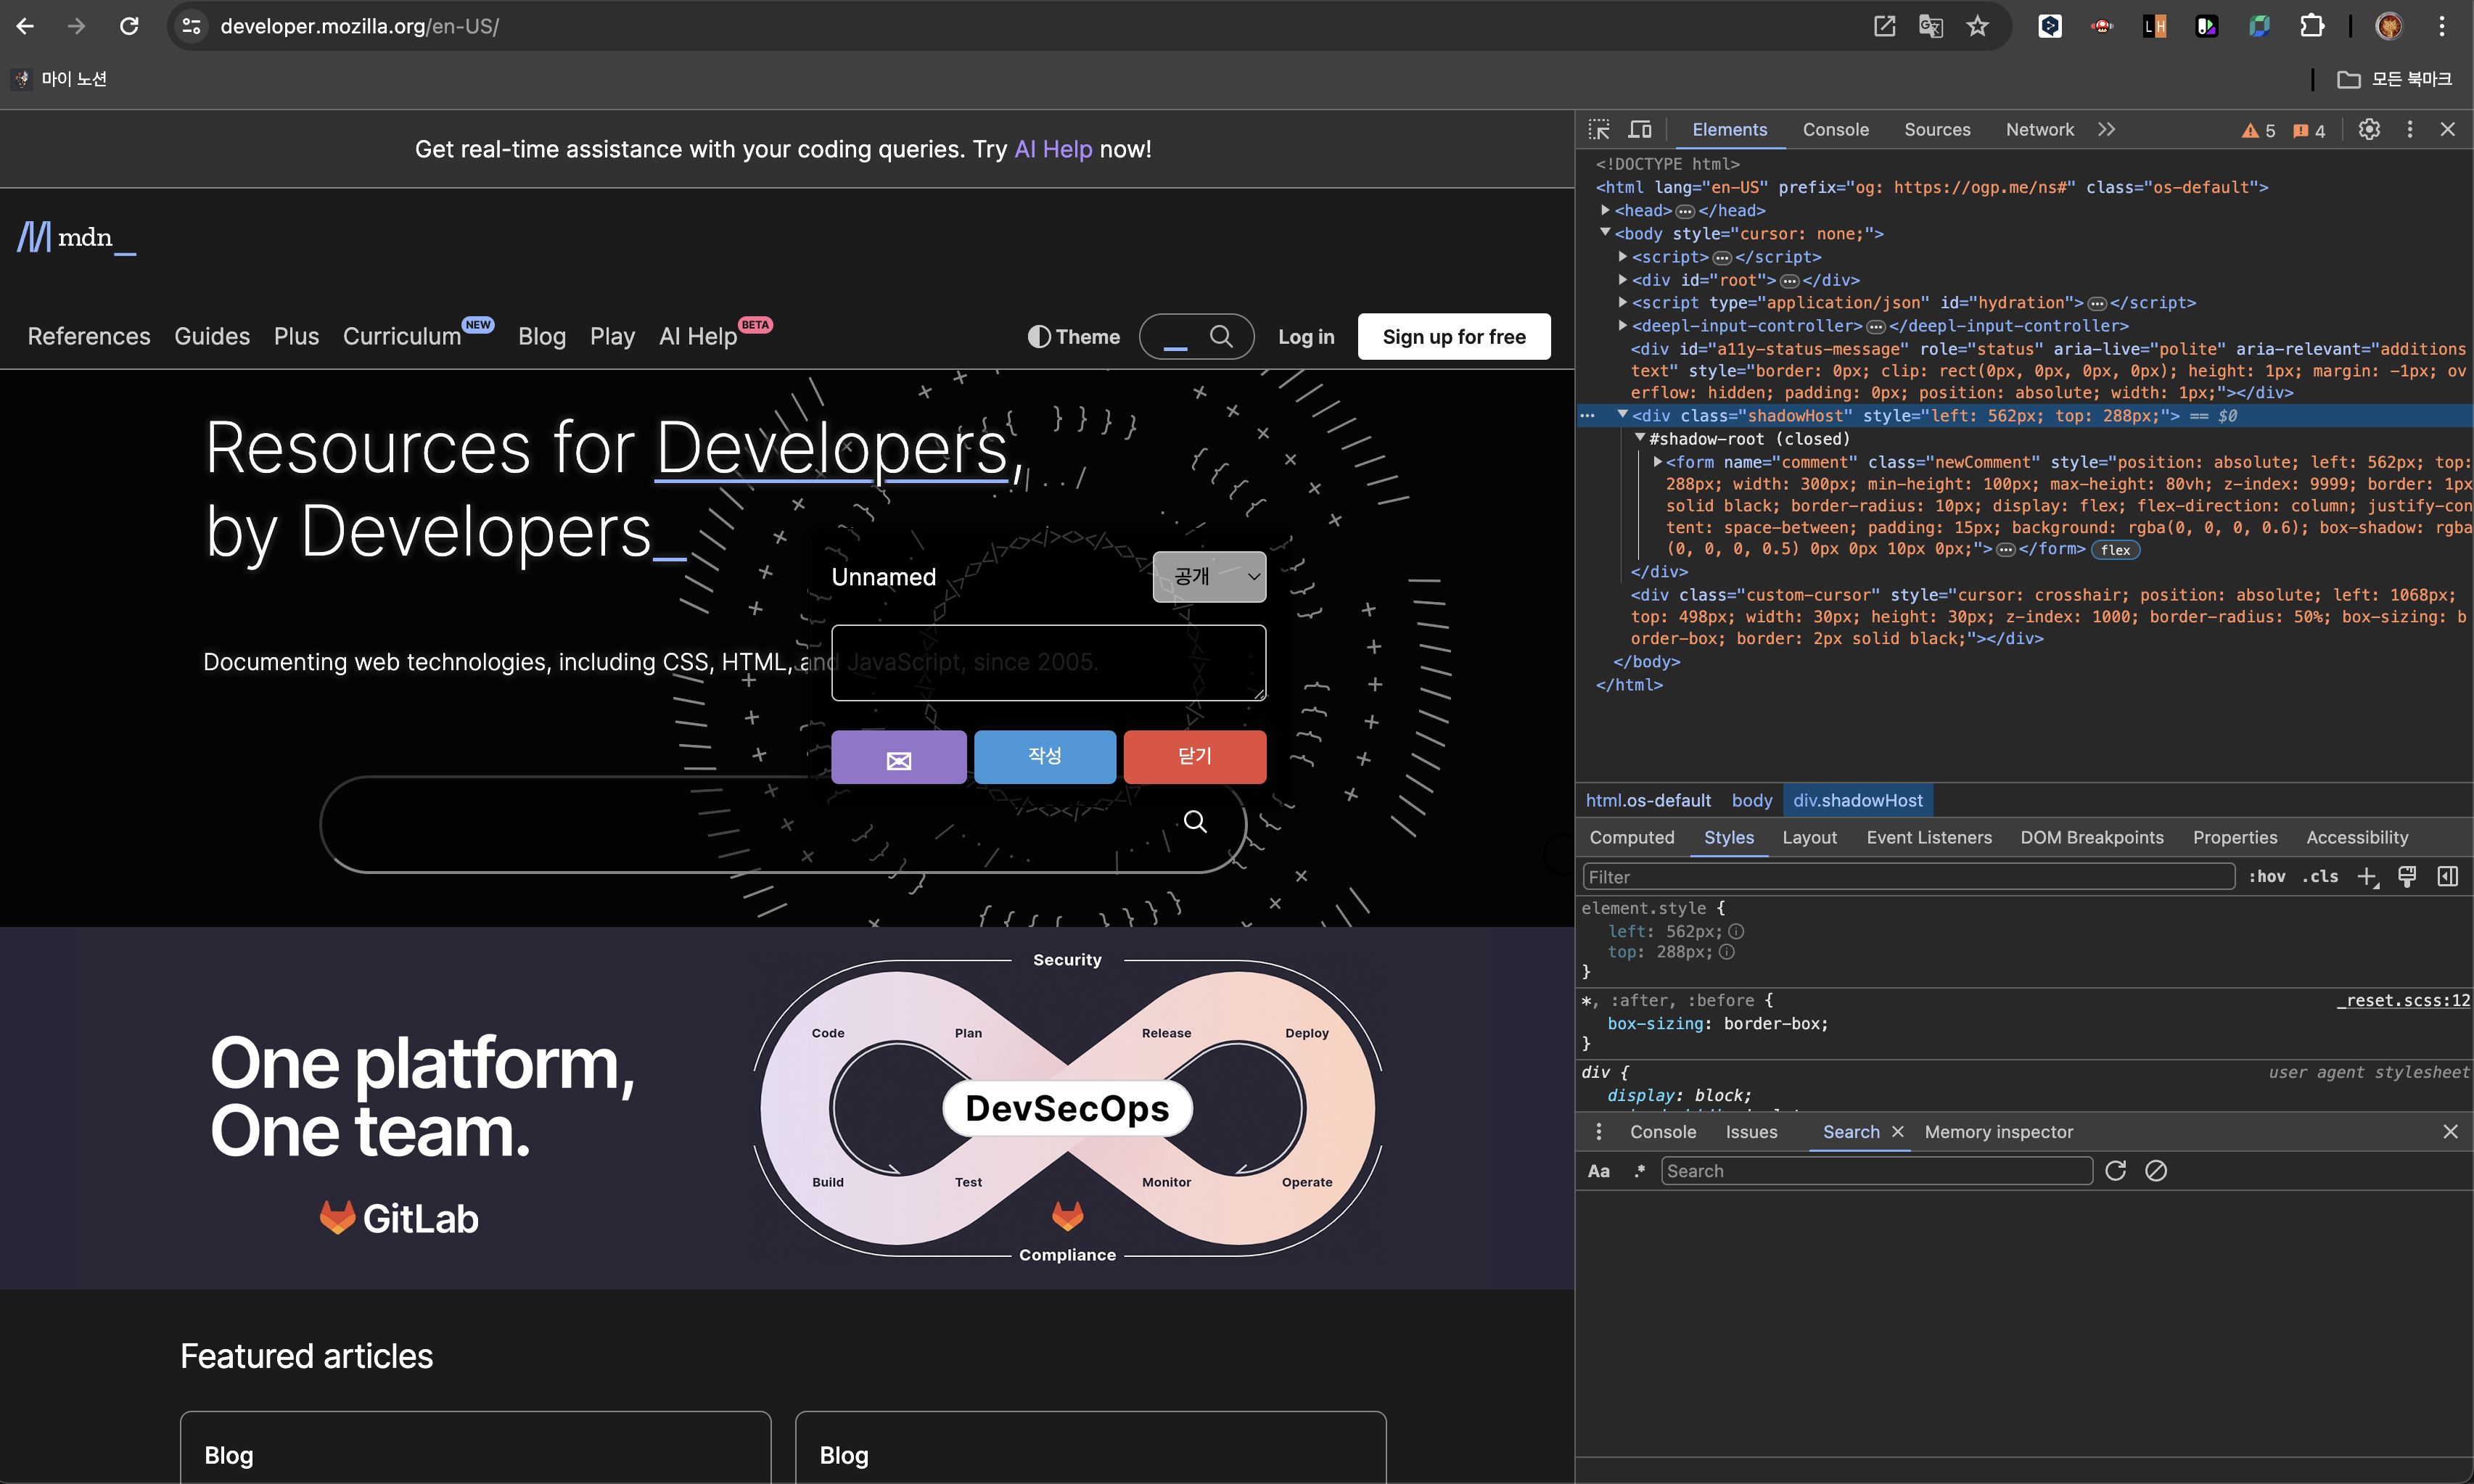 developer.mozilla.org/en-US/
마이 노션
모든 북마크
Get real-time assistance with your coding queries. Try AI Help now!
mdn_
References Guides Plus Curriculum NEW Blog Play AI Help BETA
Theme Log in Sign up for free
Resources for Developers,
by Developers_
Documenting web technologies, including CSS, HTML, and JavaScript, since 2005.
Unnamed
공개
작성
닫기
One platform,
One team.
GitLab
Security
Code Plan Release Deploy
DevSecOps
Build Test Monitor Operate
Compliance
Featured articles
Blog
Blog
Elements Console Sources Network 5 4
<!DOCTYPE html>
<html lang="en-US" prefix="og: https://ogp.me/ns#" class="os-default">
<head>…</head>
<body style="cursor: none;">
<script>…</script>
<div id="root">…</div>
<script type="application/json" id="hydration">…</script>
<deepl-input-controller>…</deepl-input-controller>
<div id="a11y-status-message" role="status" aria-live="polite" aria-relevant="additions
text" style="border: 0px; clip: rect(0px, 0px, 0px, 0px); height: 1px; margin: -1px; ov
erflow: hidden; padding: 0px; position: absolute; width: 1px;"></div>
<div class="shadowHost" style="left: 562px; top: 288px;"> == $0
#shadow-root (closed)
<form name="comment" class="newComment" style="position: absolute; left: 562px; top:
288px; width: 300px; min-height: 100px; max-height: 80vh; z-index: 9999; border: 1px
solid black; border-radius: 10px; display: flex; flex-direction: column; justify-con
tent: space-between; padding: 15px; background: rgba(0, 0, 0, 0.6); box-shadow: rgba
(0, 0, 0, 0.5) 0px 0px 10px 0px;">…</form> flex
</div>
<div class="custom-cursor" style="cursor: crosshair; position: absolute; left: 1068px;
top: 498px; width: 30px; height: 30px; z-index: 1000; border-radius: 50%; box-sizing: b
order-box; border: 2px solid black;"></div>
</body>
</html>
html.os-default body div.shadowHost
Computed Styles Layout Event Listeners DOM Breakpoints Properties Accessibility
Filter :hov .cls
element.style {
left: 562px;
top: 288px;
}
*, :after, :before { _reset.scss:12
box-sizing: border-box;
}
div { user agent stylesheet
display: block;
Console Issues Search Memory inspector
Aa .* Search